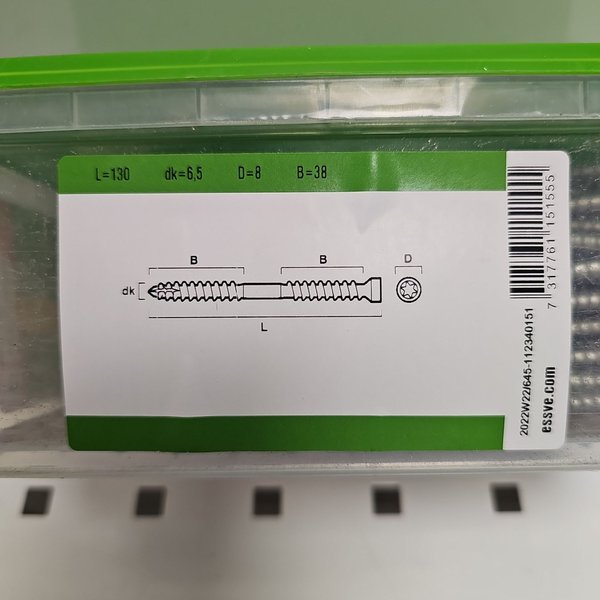 L=130 dk=6,5 D=8 B=38
B B D
dk
L
7 317761 151555
2022W22/645-112340151
essve.com